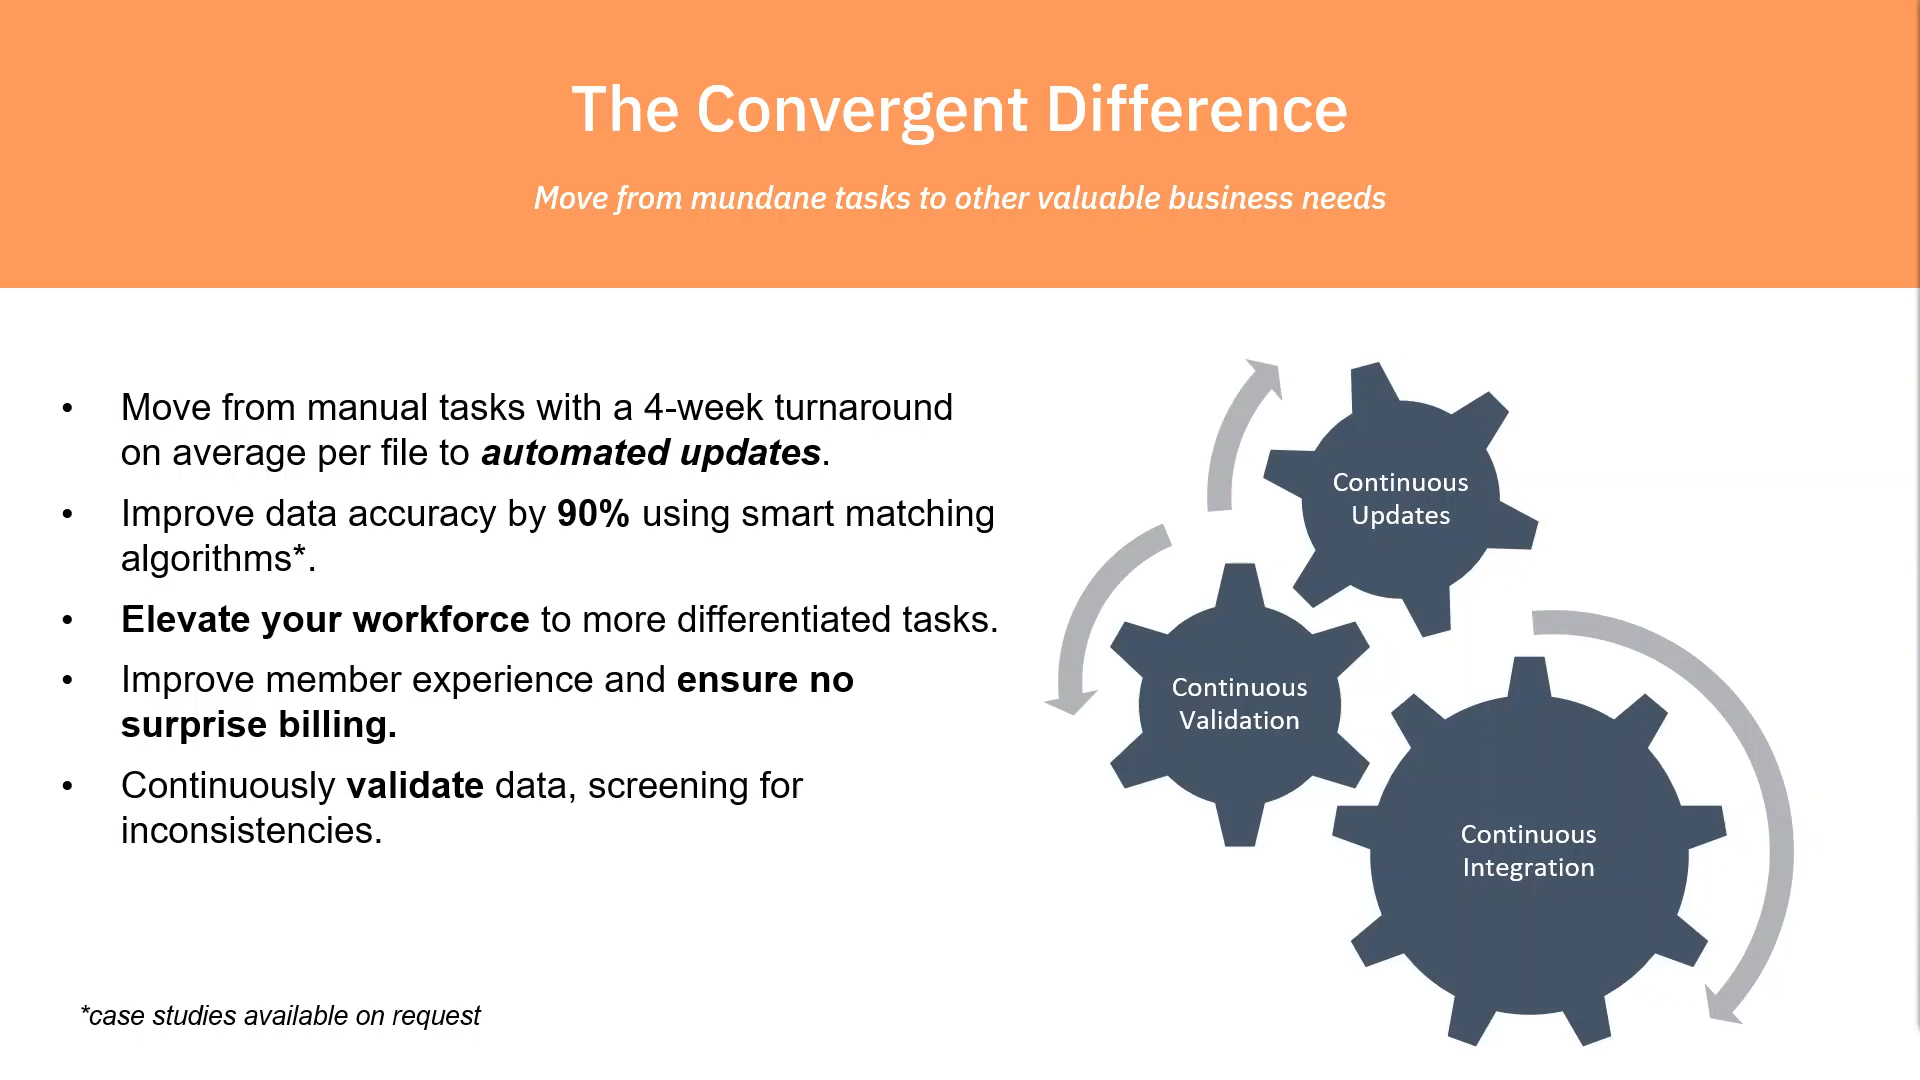 The Convergent Difference
Move from mundane tasks to other valuable business needs
• Move from manual tasks with a 4-week turnaround
on average per file to automated updates.
• Improve data accuracy by 90% using smart matching
algorithms*.
• Elevate your workforce to more differentiated tasks.
• Improve member experience and ensure no
surprise billing.
• Continuously validate data, screening for
inconsistencies.
*case studies available on request
Continuous
Updates
Continuous
Validation
Continuous
Integration